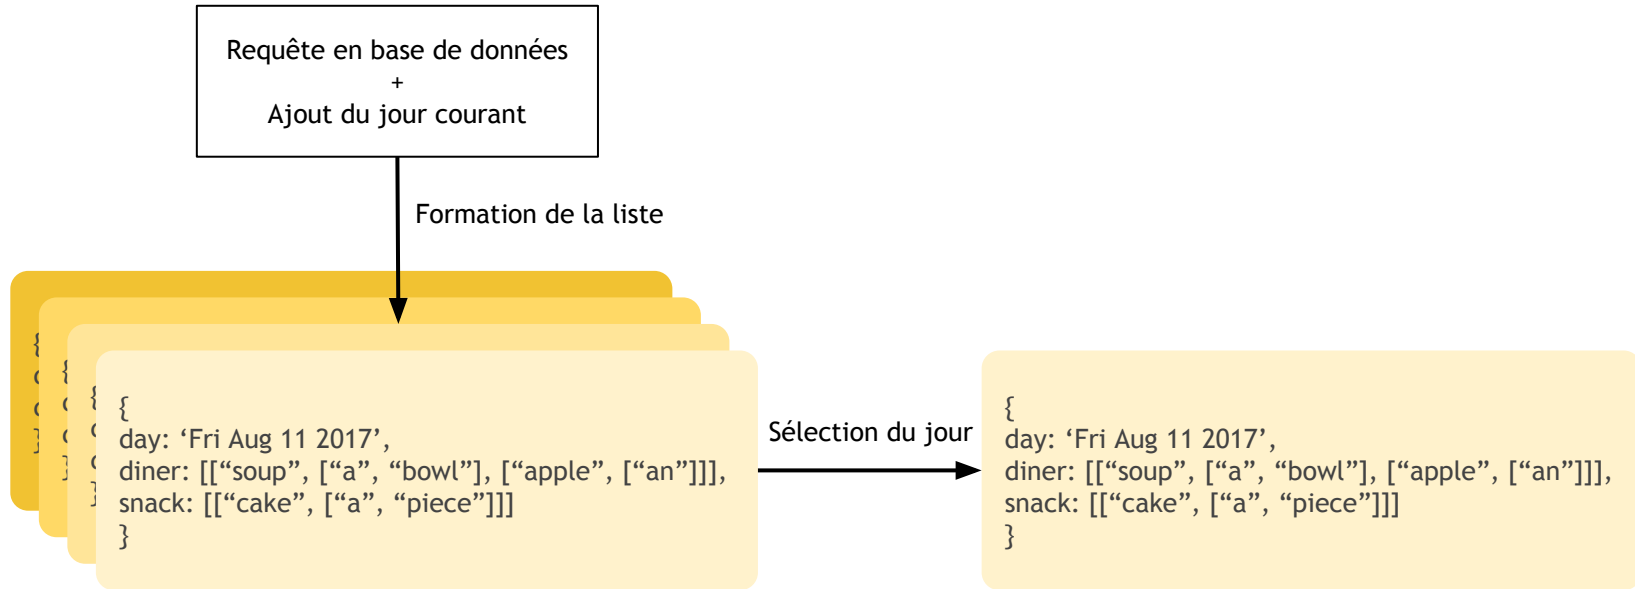 Requête en base de données
+
Ajout du jour courant
Formation de la liste
{
day: ‘Fri Aug 11 2017’,
diner: [[“soup”, [“a”, “bowl”], [“apple”, [“an”]]],
snack: [[“cake”, [“a”, “piece”]]]
}
Sélection du jour
{
day: ‘Fri Aug 11 2017’,
diner: [[“soup”, [“a”, “bowl”], [“apple”, [“an”]]],
snack: [[“cake”, [“a”, “piece”]]]
}